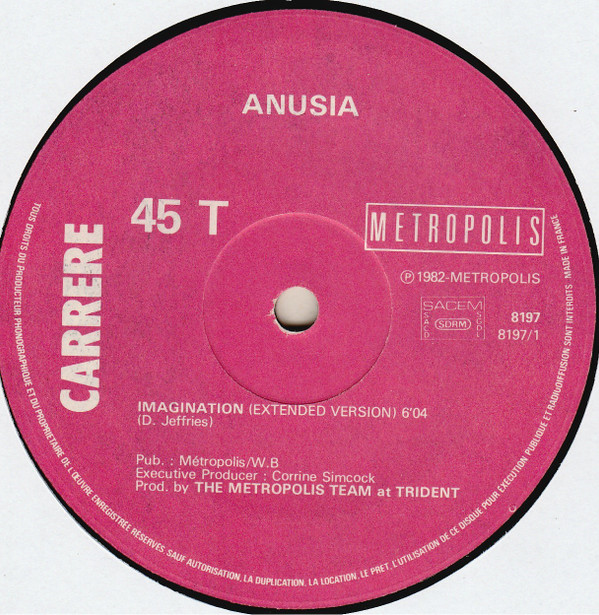 ANUSIA
45 T
METROPOLIS
CARRERE
℗ 1982-METROPOLIS
SACEM
SACD
SDRM
SGDL
8197
8197/1
IMAGINATION (EXTENDED VERSION) 6'04
(D. Jeffries)
Pub. : Métropolis/W.B
Executive Producer : Corrine Simcock
Prod. by THE METROPOLIS TEAM at TRIDENT
TOUS DROITS DU PRODUCTEUR PHONOGRAPHIQUE ET DU PROPRIETAIRE DE L'ŒUVRE ENREGISTREE RESERVES SAUF AUTORISATION, LA DUPLICATION, LA LOCATION, LE PRET, L'UTILISATION DE CE DISQUE POUR EXECUTION PUBLIQUE ET RADIODIFFUSION SONT INTERDITS MADE IN FRANCE